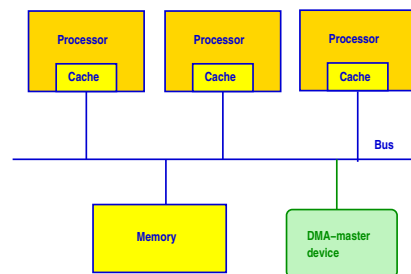 Processor
Processor
Processor
Cache
Cache
Cache
Bus
Memory
DMA−master
device